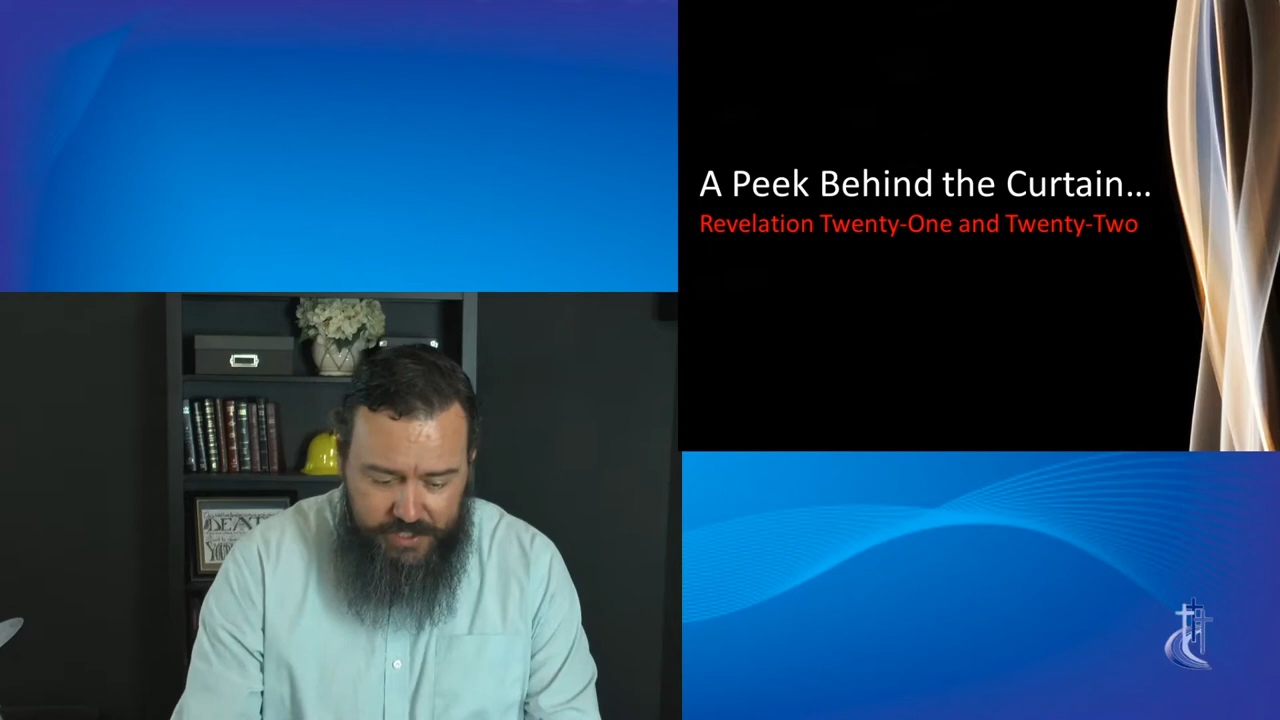 A Peek Behind the Curtain...
Revelation Twenty-One and Twenty-Two